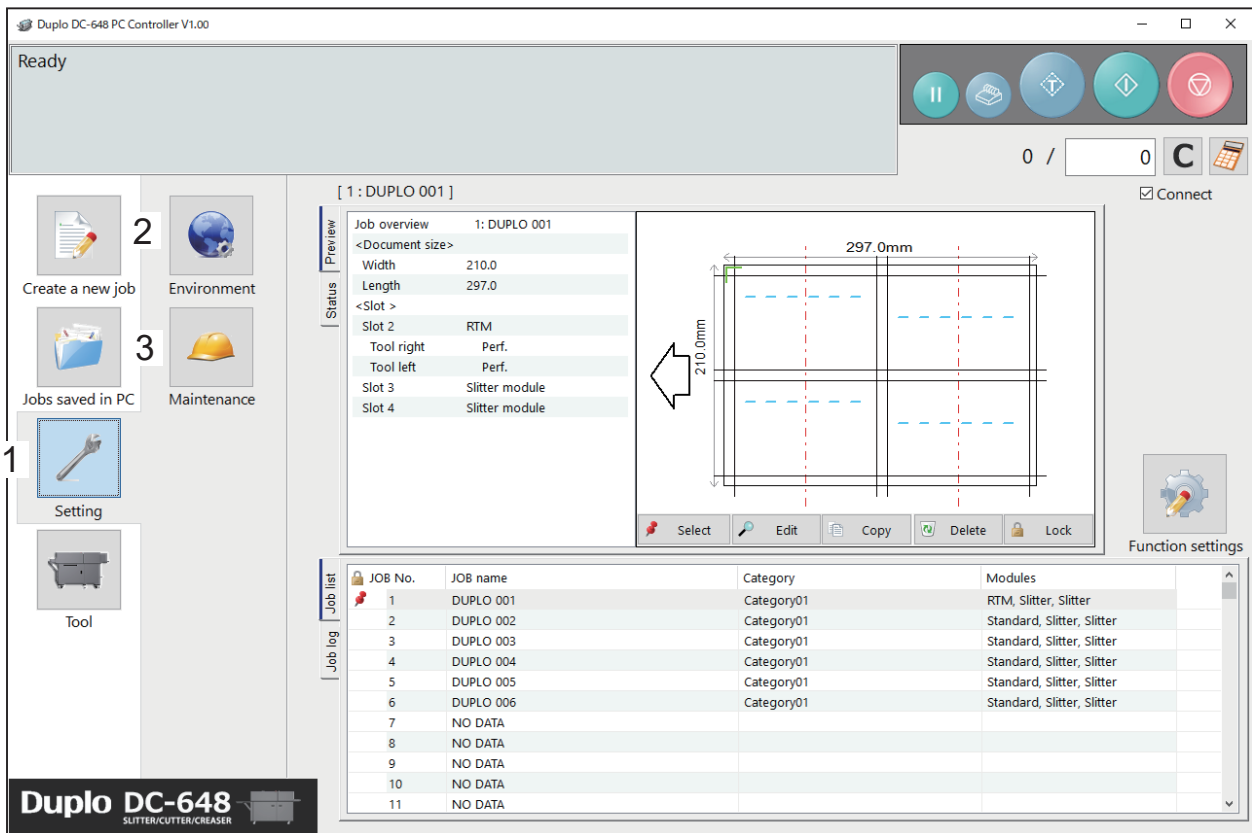 Duplo DC-648 PC Controller V1.00
Ready
0 / 0 C
Connect
1
2
3
Create a new job
Environment
Jobs saved in PC
Maintenance
Setting
Tool
[ 1 : DUPLO 001 ]
Preview
Status
Job overview 1: DUPLO 001
<Document size>
Width 210.0
Length 297.0
<Slot >
Slot 2 RTM
Tool right Perf.
Tool left Perf.
Slot 3 Slitter module
Slot 4 Slitter module
297.0mm
210.0mm
Select Edit Copy Delete Lock
Function settings
Job list
Job log
JOB No. JOB name Category Modules
1 DUPLO 001 Category01 RTM, Slitter, Slitter
2 DUPLO 002 Category01 Standard, Slitter, Slitter
3 DUPLO 003 Category01 Standard, Slitter, Slitter
4 DUPLO 004 Category01 Standard, Slitter, Slitter
5 DUPLO 005 Category01 Standard, Slitter, Slitter
6 DUPLO 006 Category01 Standard, Slitter, Slitter
7 NO DATA
8 NO DATA
9 NO DATA
10 NO DATA
11 NO DATA
Duplo DC-648
SLITTER/CUTTER/CREASER